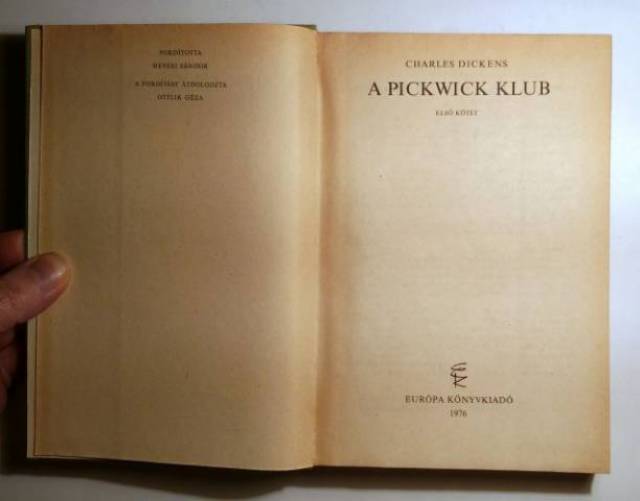 FORDÍTOTTA
HEVESI SÁNDOR
A FORDÍTÁST ÁTDOLGOZTA
OTTLIK GÉZA
CHARLES DICKENS
A PICKWICK KLUB
ELSŐ KÖTET
EURÓPA KÖNYVKIADÓ
1976